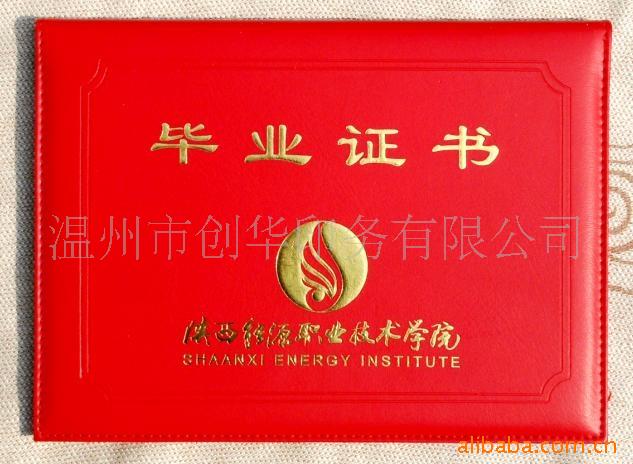 毕业证书
温州市创华印务有限公司
陕西能源职业技术学院
SHAANXI ENERGY INSTITUTE
alibaba.com.cn